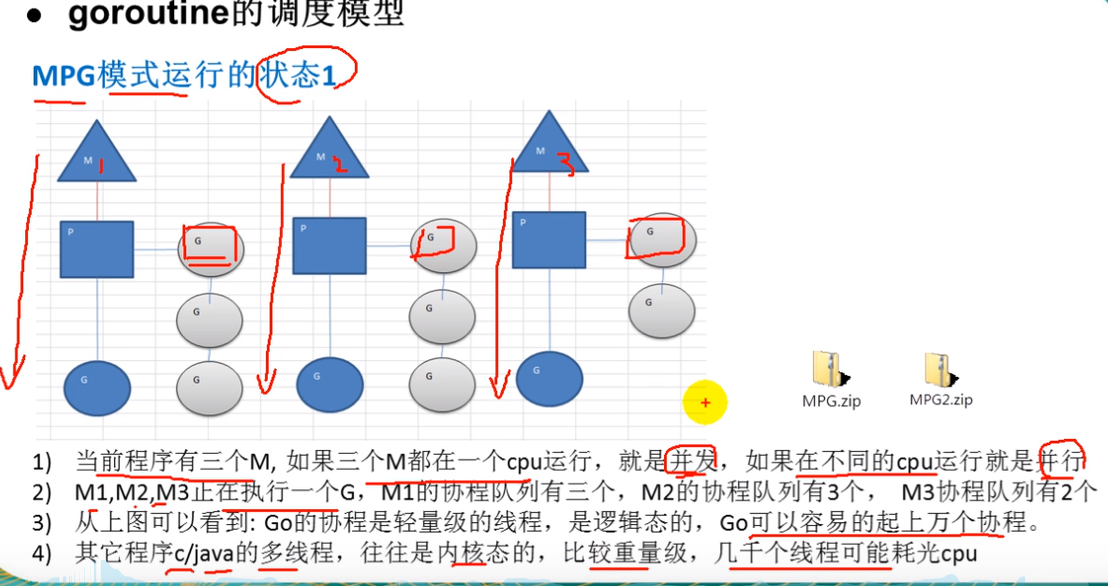 ● goroutine的调度模型
MPG模式运行的状态1
M 1
M 2
M 3
P G
P G
P G
G
G
G
G G
G G
G
MPG.zip
MPG2.zip
1) 当前程序有三个M, 如果三个M都在一个cpu运行，就是并发，如果在不同的cpu运行就是并行
2) M1,M2,M3正在执行一个G，M1的协程队列有三个，M2的协程队列有3个， M3协程队列有2个
3) 从上图可以看到: Go的协程是轻量级的线程，是逻辑态的，Go可以容易的起上万个协程。
4) 其它程序c/java的多线程，往往是内核态的，比较重量级，几千个线程可能耗光cpu